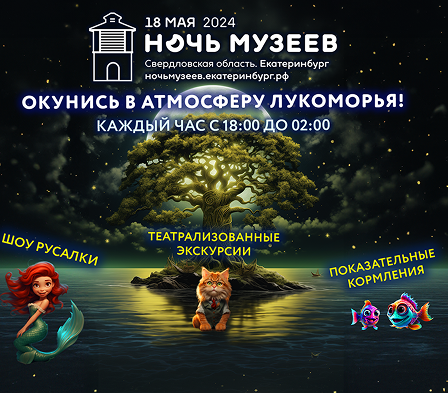 18 МАЯ 2024
НОЧЬ МУЗЕЕВ
Свердловская область. Екатеринбург
ночьмузеев.екатеринбург.рф
ОКУНИСЬ В АТМОСФЕРУ ЛУКОМОРЬЯ!
КАЖДЫЙ ЧАС С 18:00 ДО 02:00
ШОУ РУСАЛКИ
ТЕАТРАЛИЗОВАННЫЕ
ЭКСКУРСИИ
ПОКАЗАТЕЛЬНЫЕ
КОРМЛЕНИЯ